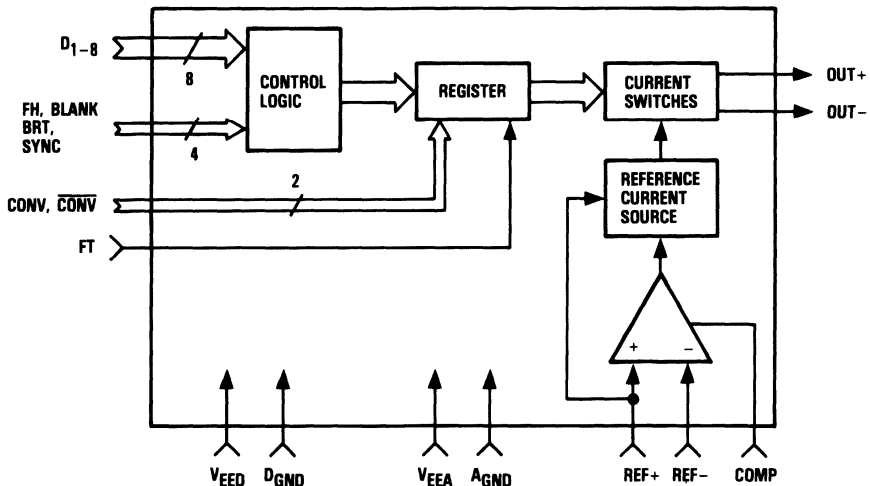 D1–8
8
CONTROL
LOGIC
REGISTER
CURRENT
SWITCHES
OUT+
OUT–
FH, BLANK
BRT,
SYNC
4
2
CONV, C̅O̅N̅V̅
FT
REFERENCE
CURRENT
SOURCE
+
–
VEED
DGND
VEEA
AGND
REF+
REF–
COMP